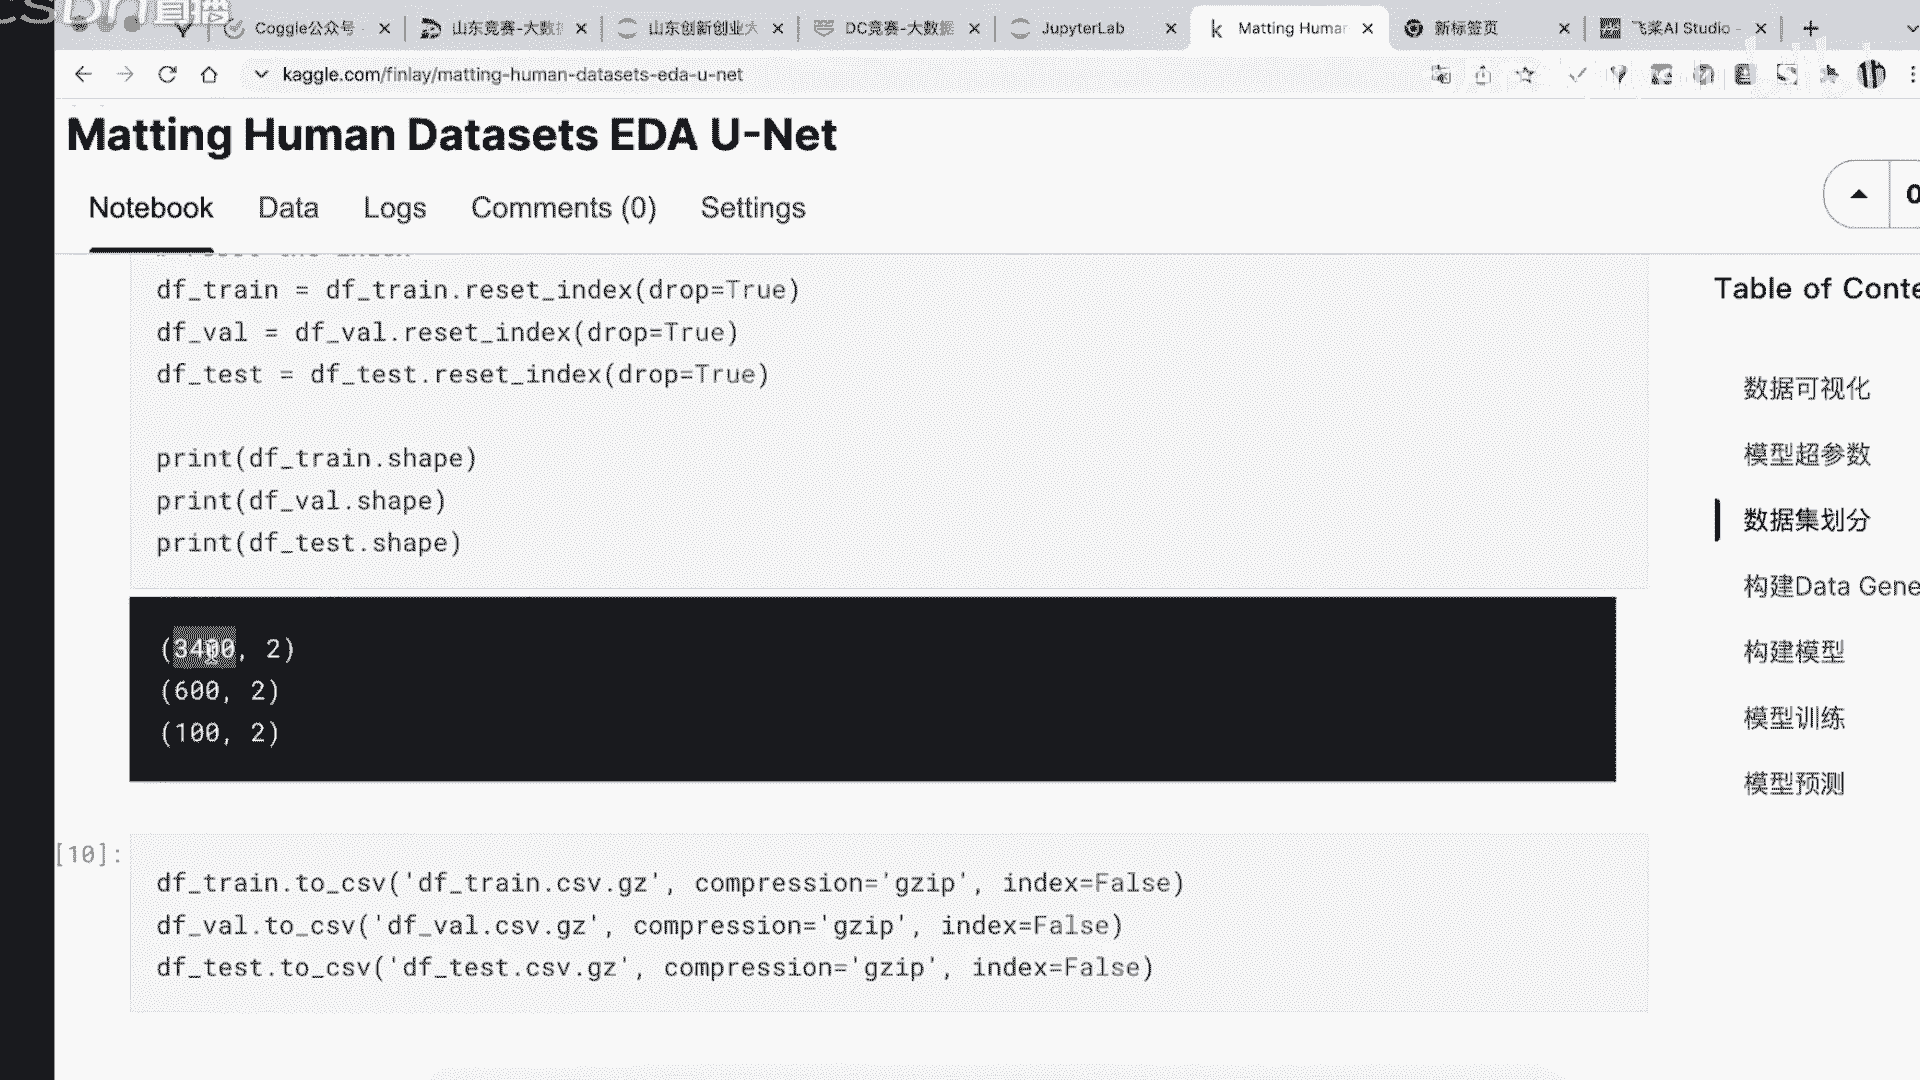 Coggle公众号
山东竞赛-大数据
山东创新创业大
DC竞赛-大数据
JupyterLab
Matting Humar
新标签页
飞桨AI Studio -
kaggle.com/finlay/matting-human-datasets-eda-u-net
Matting Human Datasets EDA U-Net
Notebook
Data
Logs
Comments (0)
Settings
0
df_train = df_train.reset_index(drop=True)
df_val = df_val.reset_index(drop=True)
df_test = df_test.reset_index(drop=True)
print(df_train.shape)
print(df_val.shape)
print(df_test.shape)
(3400, 2)
(600, 2)
(100, 2)
[10]:
df_train.to_csv('df_train.csv.gz', compression='gzip', index=False)
df_val.to_csv('df_val.csv.gz', compression='gzip', index=False)
df_test.to_csv('df_test.csv.gz', compression='gzip', index=False)
Table of Conte
数据可视化
模型超参数
数据集划分
构建Data Gene
构建模型
模型训练
模型预测